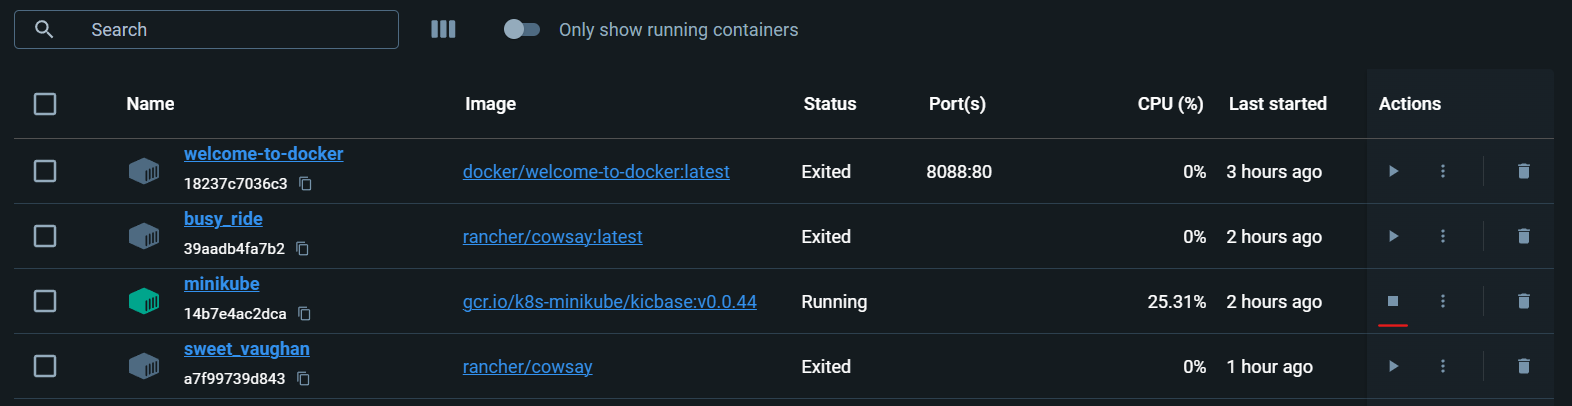 Search Only show running containers
Name Image Status Port(s) CPU (%) Last started Actions
welcome-to-docker
18237c7036c3 docker/welcome-to-docker:latest Exited 8088:80 0% 3 hours ago
busy_ride
39aadb4fa7b2 rancher/cowsay:latest Exited 0% 2 hours ago
minikube
14b7e4ac2dca gcr.io/k8s-minikube/kicbase:v0.0.44 Running 25.31% 2 hours ago
sweet_vaughan
a7f99739d843 rancher/cowsay Exited 0% 1 hour ago